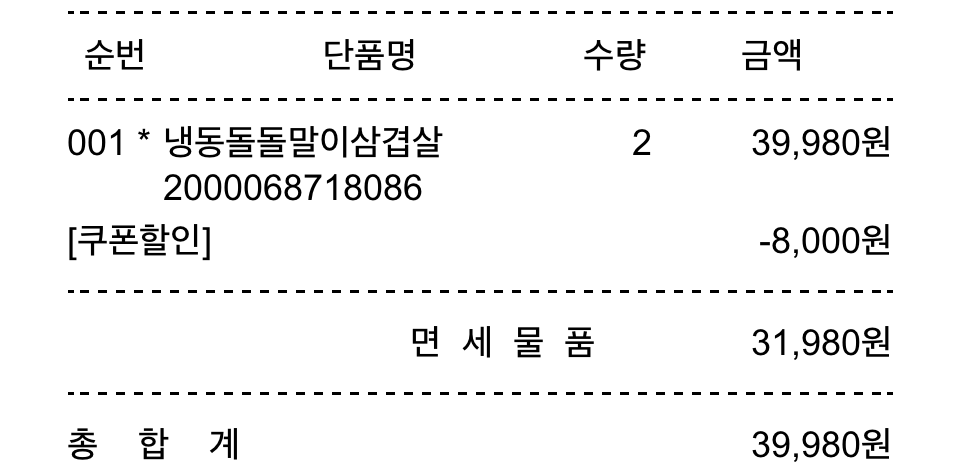 순번 단품명 수량 금액
001 * 냉동돌돌말이삼겹살 2 39,980원
2000068718086
[쿠폰할인] -8,000원
면 세 물 품 31,980원
총 합 계 39,980원